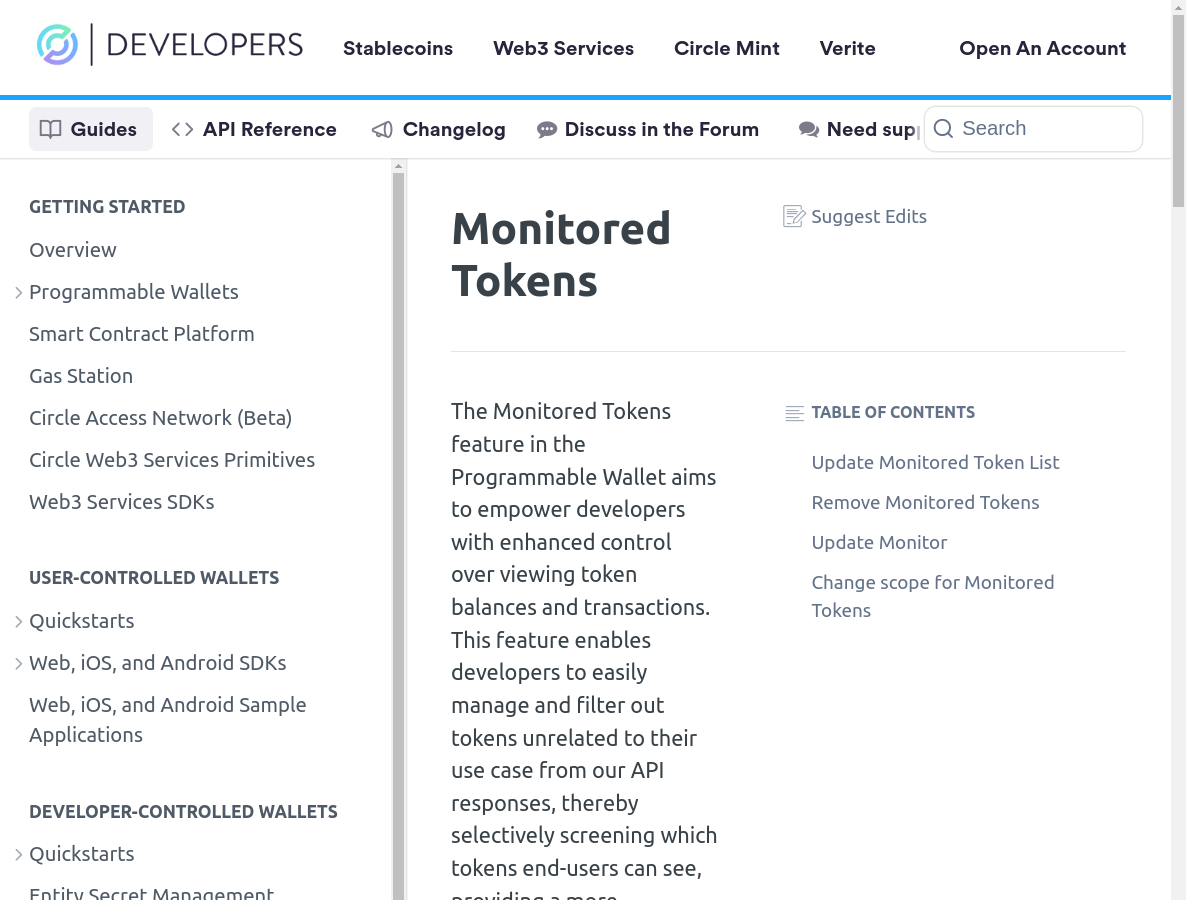 DEVELOPERS
Stablecoins
Web3 Services
Circle Mint
Verite
Open An Account
Guides
API Reference
Changelog
Discuss in the Forum
Need sup
Search
GETTING STARTED
Overview
Programmable Wallets
Smart Contract Platform
Gas Station
Circle Access Network (Beta)
Circle Web3 Services Primitives
Web3 Services SDKs
USER-CONTROLLED WALLETS
Quickstarts
Web, iOS, and Android SDKs
Web, iOS, and Android Sample
Applications
DEVELOPER-CONTROLLED WALLETS
Quickstarts
Entity Secret Management
Monitored
Tokens
Suggest Edits
The Monitored Tokens
feature in the
Programmable Wallet aims
to empower developers
with enhanced control
over viewing token
balances and transactions.
This feature enables
developers to easily
manage and filter out
tokens unrelated to their
use case from our API
responses, thereby
selectively screening which
tokens end-users can see,
providing a more
TABLE OF CONTENTS
Update Monitored Token List
Remove Monitored Tokens
Update Monitor
Change scope for Monitored
Tokens